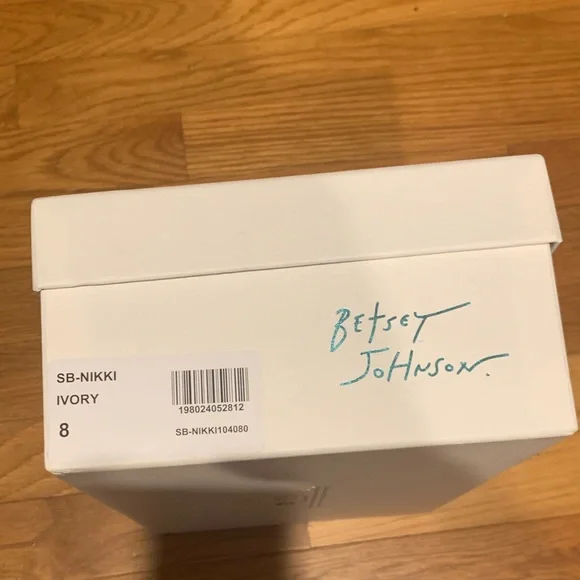 BETSEY
JOHNSON.
SB-NIKKI
IVORY
8
198024052812
SB-NIKKI104080